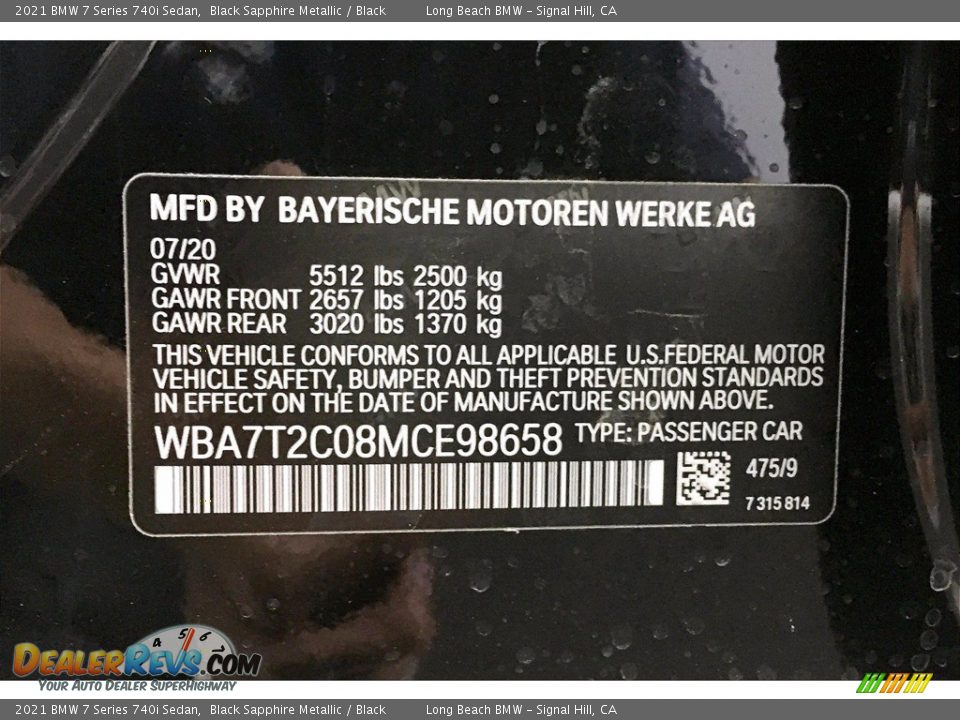 2021 BMW 7 Series 740i Sedan,  Black Sapphire Metallic / Black          Long Beach BMW - Signal Hill, CA
MFD BY BAYERISCHE MOTOREN WERKE AG
07/20
GVWR 5512 lbs 2500 kg
GAWR FRONT 2657 lbs 1205 kg
GAWR REAR 3020 lbs 1370 kg
THIS VEHICLE CONFORMS TO ALL APPLICABLE U.S.FEDERAL MOTOR
VEHICLE SAFETY, BUMPER AND THEFT PREVENTION STANDARDS
IN EFFECT ON THE DATE OF MANUFACTURE SHOWN ABOVE.
WBA7T2C08MCE98658 TYPE: PASSENGER CAR
475/9
7 315 814
4 5 6
DEALERREVS.COM
YOUR AUTO DEALER SUPERHIGHWAY
2021 BMW 7 Series 740i Sedan,  Black Sapphire Metallic / Black          Long Beach BMW - Signal Hill, CA